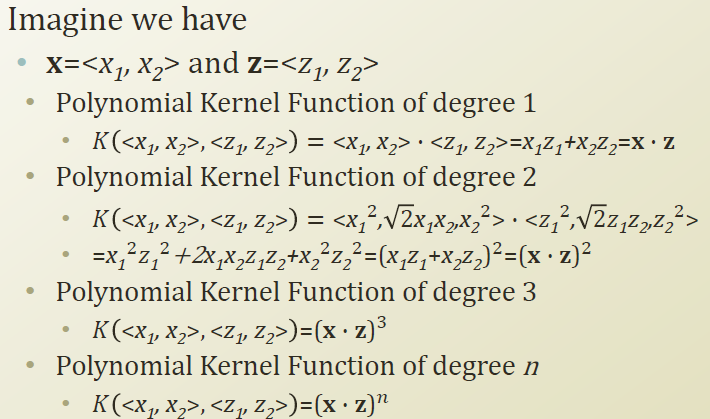 Imagine we have
• x=<x₁, x₂> and z=<z₁, z₂>
• Polynomial Kernel Function of degree 1
• K(<x₁, x₂>,<z₁, z₂>) = <x₁, x₂> · <z₁, z₂>=x₁z₁+x₂z₂=x · z
• Polynomial Kernel Function of degree 2
• K(<x₁, x₂>,<z₁, z₂>) = <x₁²,√2x₁x₂,x₂²> · <z₁²,√2z₁z₂,z₂²>
• =x₁²z₁²+2x₁x₂z₁z₂+x₂²z₂²=(x₁z₁+x₂z₂)²=(x · z)²
• Polynomial Kernel Function of degree 3
• K(<x₁, x₂>,<z₁, z₂>)=(x · z)³
• Polynomial Kernel Function of degree n
• K(<x₁, x₂>,<z₁, z₂>)=(x · z)ⁿ